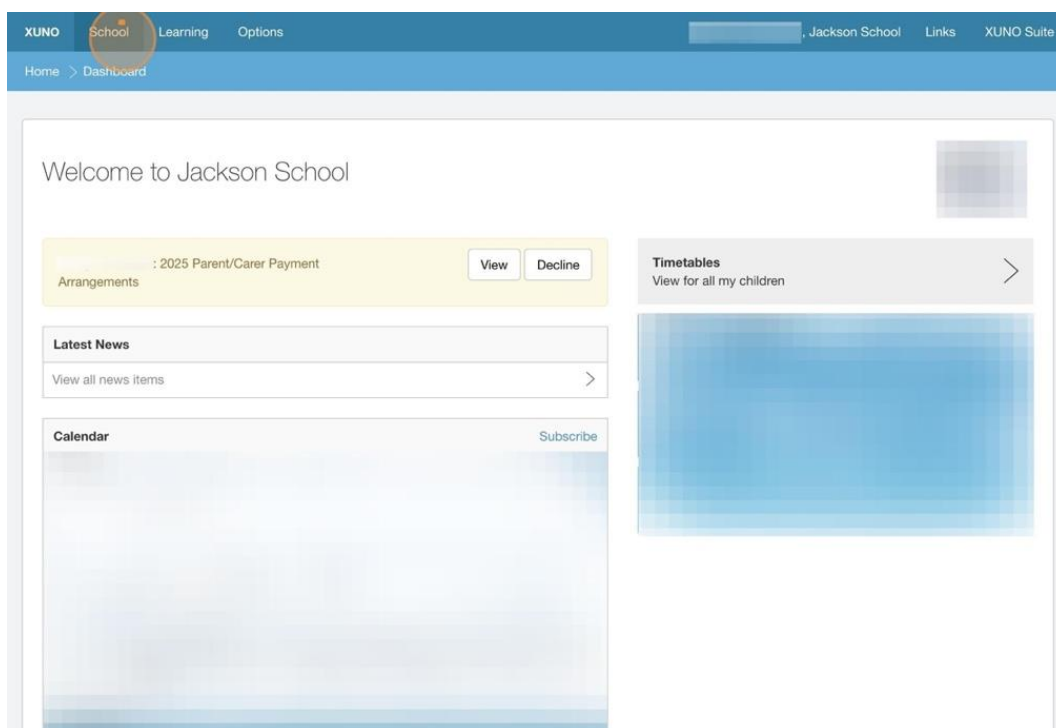 XUNO School Learning Options , Jackson School Links XUNO Suite
Home > Dashboard
Welcome to Jackson School
: 2025 Parent/Carer Payment
Arrangements
View Decline
Timetables
View for all my children
Latest News
View all news items
Calendar Subscribe